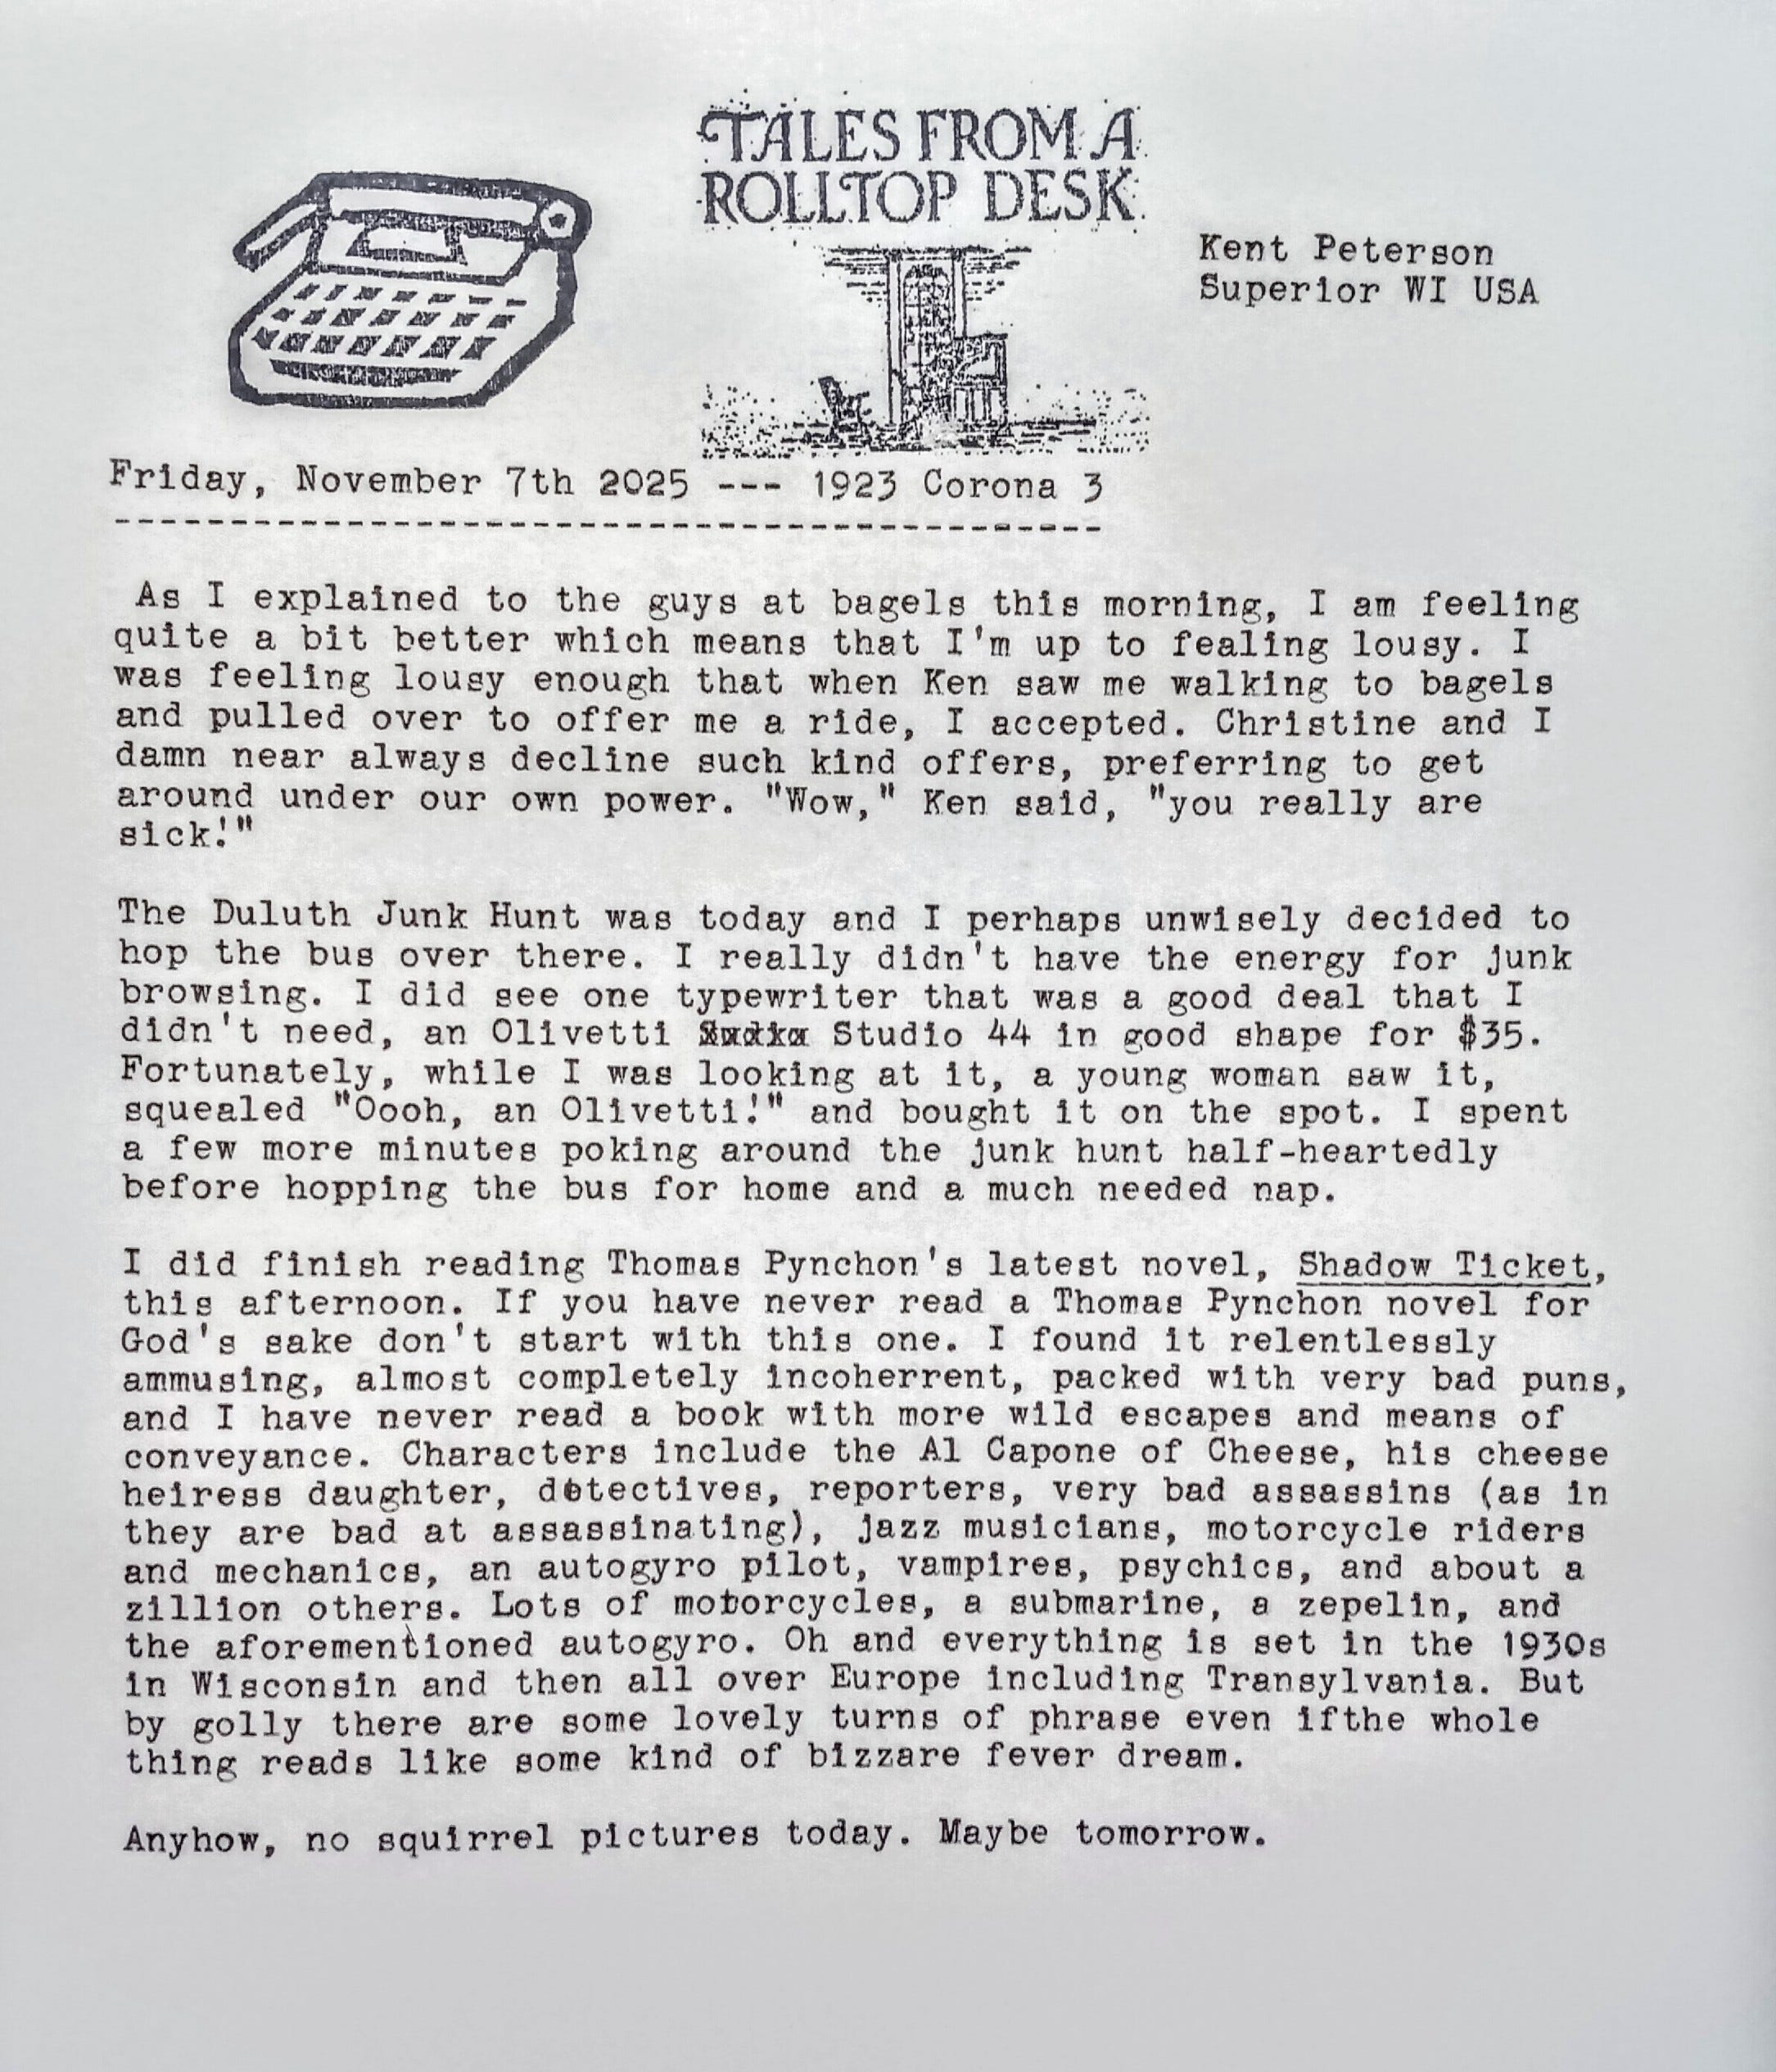 TALES FROM A
ROLLTOP DESK
Kent Peterson
Superior WI USA
Friday, November 7th 2025 --- 1923 Corona 3
-------------------------------------------
As I explained to the guys at bagels this morning, I am feeling
quite a bit better which means that I'm up to fealing lousy. I
was feeling lousy enough that when Ken saw me walking to bagels
and pulled over to offer me a ride, I accepted. Christine and I
damn near always decline such kind offers, preferring to get
around under our own power. "Wow," Ken said, "you really are
sick!"
The Duluth Junk Hunt was today and I perhaps unwisely decided to
hop the bus over there. I really didn't have the energy for junk
browsing. I did see one typewriter that was a good deal that I
didn't need, an Olivetti Studio 44 in good shape for $35.
Fortunately, while I was looking at it, a young woman saw it,
squealed "Oooh, an Olivetti!" and bought it on the spot. I spent
a few more minutes poking around the junk hunt half-heartedly
before hopping the bus for home and a much needed nap.
I did finish reading Thomas Pynchon's latest novel, Shadow Ticket,
this afternoon. If you have never read a Thomas Pynchon novel for
God's sake don't start with this one. I found it relentlessly
ammusing, almost completely incoherrent, packed with very bad puns,
and I have never read a book with more wild escapes and means of
conveyance. Characters include the Al Capone of Cheese, his cheese
heiress daughter, detectives, reporters, very bad assassins (as in
they are bad at assassinating), jazz musicians, motorcycle riders
and mechanics, an autogyro pilot, vampires, psychics, and about a
zillion others. Lots of motorcycles, a submarine, a zepelin, and
the aforementioned autogyro. Oh and everything is set in the 1930s
in Wisconsin and then all over Europe including Transylvania. But
by golly there are some lovely turns of phrase even ifthe whole
thing reads like some kind of bizzare fever dream.
Anyhow, no squirrel pictures today. Maybe tomorrow.